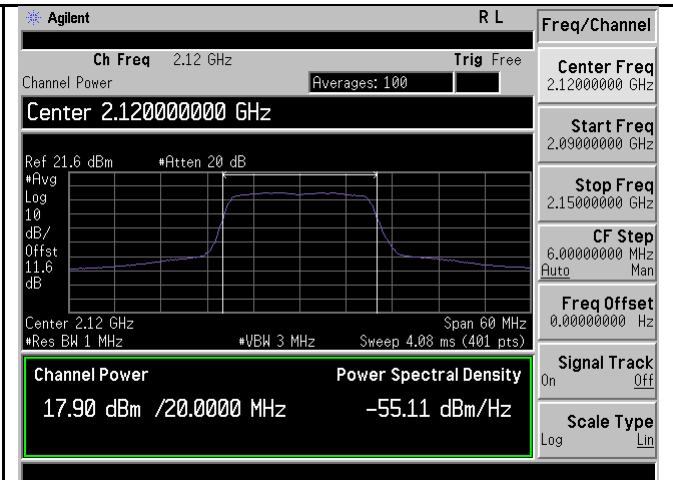 Agilent R L
Ch Freq 2.12 GHz Trig Free
Channel Power Averages: 100
Center 2.120000000 GHz
Ref 21.6 dBm #Atten 20 dB
#Avg
Log
10
dB/
Offst
11.6
dB
Center 2.12 GHz Span 60 MHz
#Res BW 1 MHz #VBW 3 MHz Sweep 4.08 ms (401 pts)
Channel Power Power Spectral Density
17.90 dBm /20.0000 MHz -55.11 dBm/Hz
Freq/Channel
Center Freq
2.12000000 GHz
Start Freq
2.09000000 GHz
Stop Freq
2.15000000 GHz
CF Step
6.00000000 MHz
Auto Man
Freq Offset
0.00000000 Hz
Signal Track
On Off
Scale Type
Log Lin